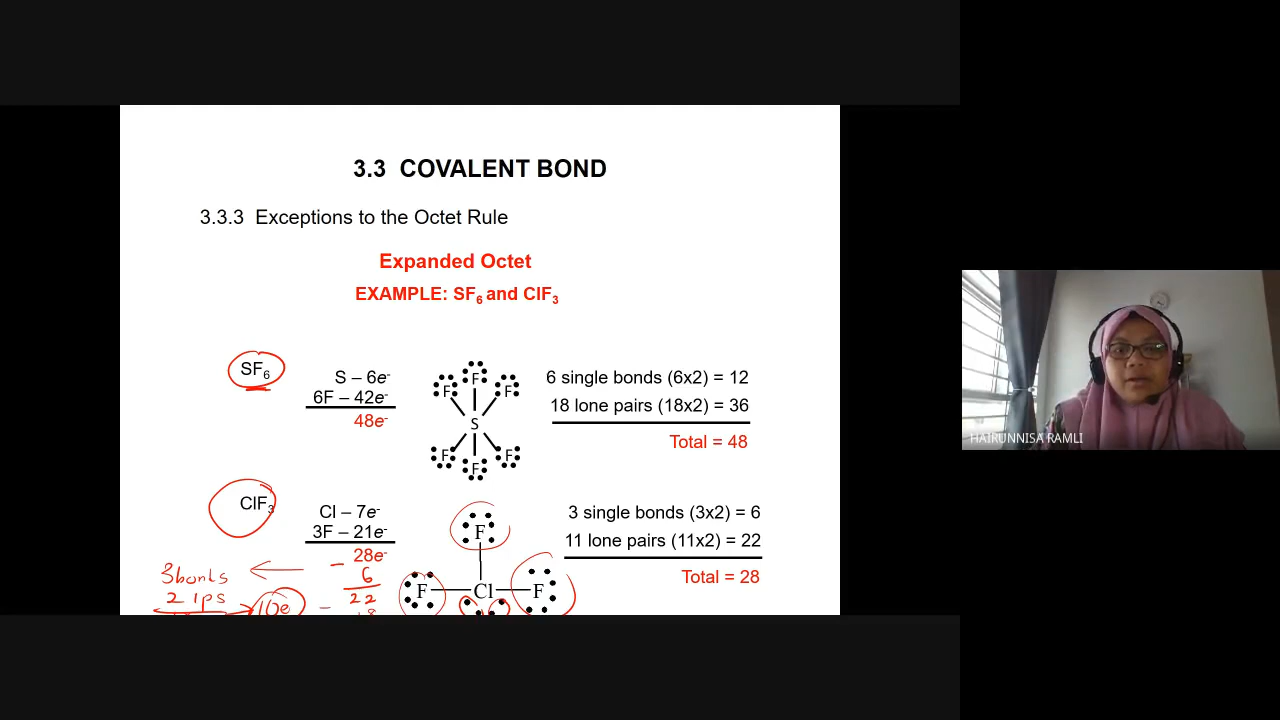 3.3 COVALENT BOND
3.3.3 Exceptions to the Octet Rule
Expanded Octet
EXAMPLE: SF₆ and ClF₃
SF₆
S – 6e⁻
6F – 42e⁻
48e⁻
F
F
F
S
F
F
F
6 single bonds (6x2) = 12
18 lone pairs (18x2) = 36
Total = 48
ClF₃
Cl – 7e⁻
3F – 21e⁻
28e⁻
- 6
22
-
3 bonds
2 lps
10e
F
F
Cl
F
3 single bonds (3x2) = 6
11 lone pairs (11x2) = 22
Total = 28
HAIRUNNISA RAMLI